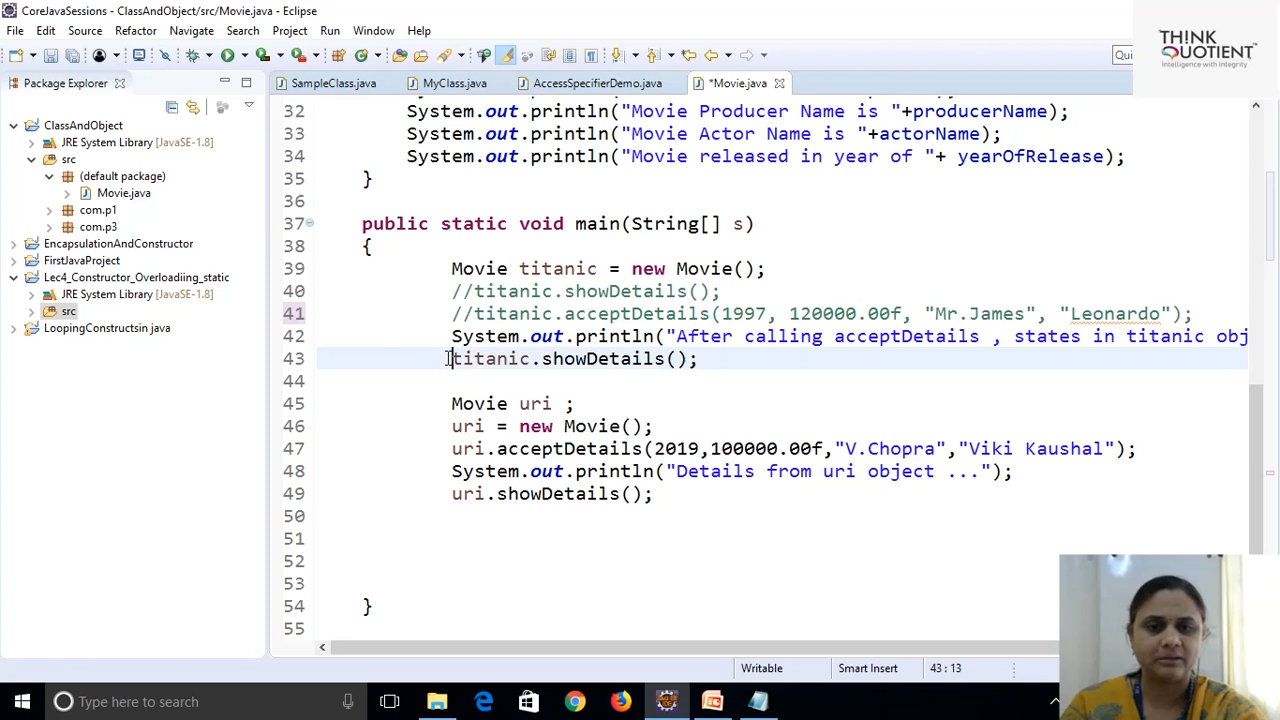 CoreJavaSessions - ClassAndObject/src/Movie.java - Eclipse
File Edit Source Refactor Navigate Search Project Run Window Help
THINK
QUOTIENT
Intelligence with Integrity
Qui
Package Explorer
SampleClass.java MyClass.java AccessSpecifierDemo.java *Movie.java
ClassAndObject
JRE System Library [JavaSE-1.8]
src
(default package)
Movie.java
com.p1
com.p3
EncapsulationAndConstructor
FirstJavaProject
Lec4_Constructor_Overloadiing_static
JRE System Library [JavaSE-1.8]
src
LoopingConstructsin java
32 System.out.println("Movie Producer Name is "+producerName);
33 System.out.println("Movie Actor Name is "+actorName);
34 System.out.println("Movie released in year of "+ yearOfRelease);
35 }
36
37 public static void main(String[] s)
38 {
39 Movie titanic = new Movie();
40 //titanic.showDetails();
41 //titanic.acceptDetails(1997, 120000.00f, "Mr.James", "Leonardo");
42 System.out.println("After calling acceptDetails , states in titanic obj
43 titanic.showDetails();
44
45 Movie uri ;
46 uri = new Movie();
47 uri.acceptDetails(2019,100000.00f,"V.Chopra","Viki Kaushal");
48 System.out.println("Details from uri object ...");
49 uri.showDetails();
50
51
52
53
54 }
55
Writable Smart Insert 43 : 13
Type here to search